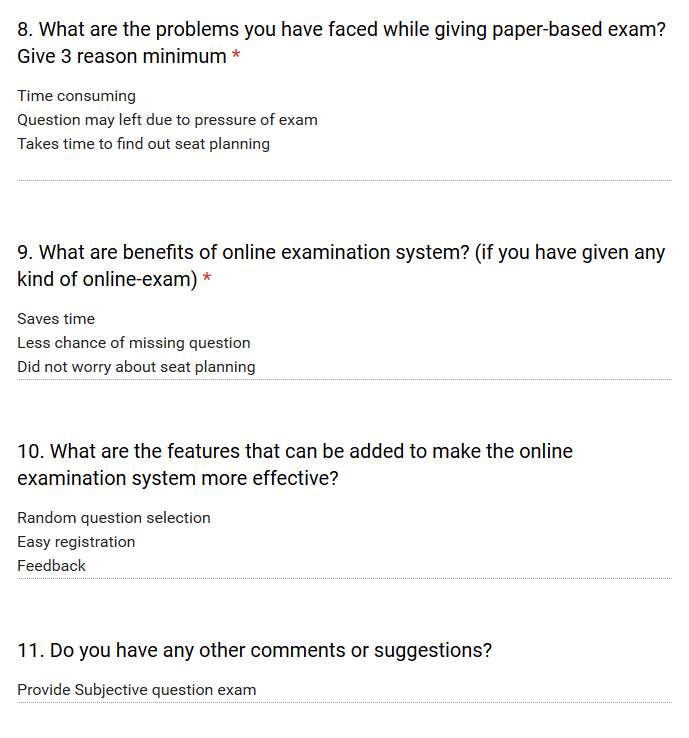 8. What are the problems you have faced while giving paper-based exam?
Give 3 reason minimum *
Time consuming
Question may left due to pressure of exam
Takes time to find out seat planning
9. What are benefits of online examination system? (if you have given any
kind of online-exam) *
Saves time
Less chance of missing question
Did not worry about seat planning
10. What are the features that can be added to make the online
examination system more effective?
Random question selection
Easy registration
Feedback
11. Do you have any other comments or suggestions?
Provide Subjective question exam